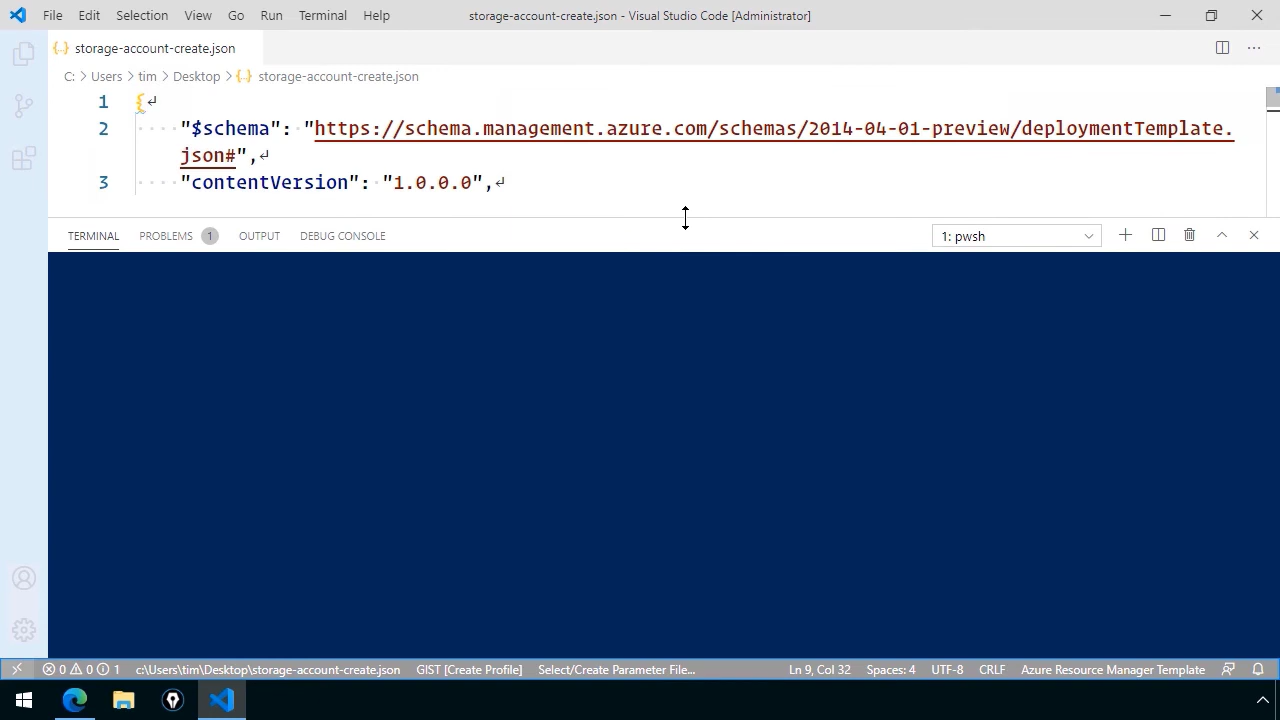 File Edit Selection View Go Run Terminal Help storage-account-create.json - Visual Studio Code [Administrator]
storage-account-create.json
C: > Users > tim > Desktop > storage-account-create.json
1 {
2 "$schema": "https://schema.management.azure.com/schemas/2014-04-01-preview/deploymentTemplate.
json#",
3 "contentVersion": "1.0.0.0",
TERMINAL PROBLEMS 1 OUTPUT DEBUG CONSOLE 1: pwsh
0 0 1 c:\Users\tim\Desktop\storage-account-create.json GIST [Create Profile] Select/Create Parameter File... Ln 9, Col 32 Spaces: 4 UTF-8 CRLF Azure Resource Manager Template